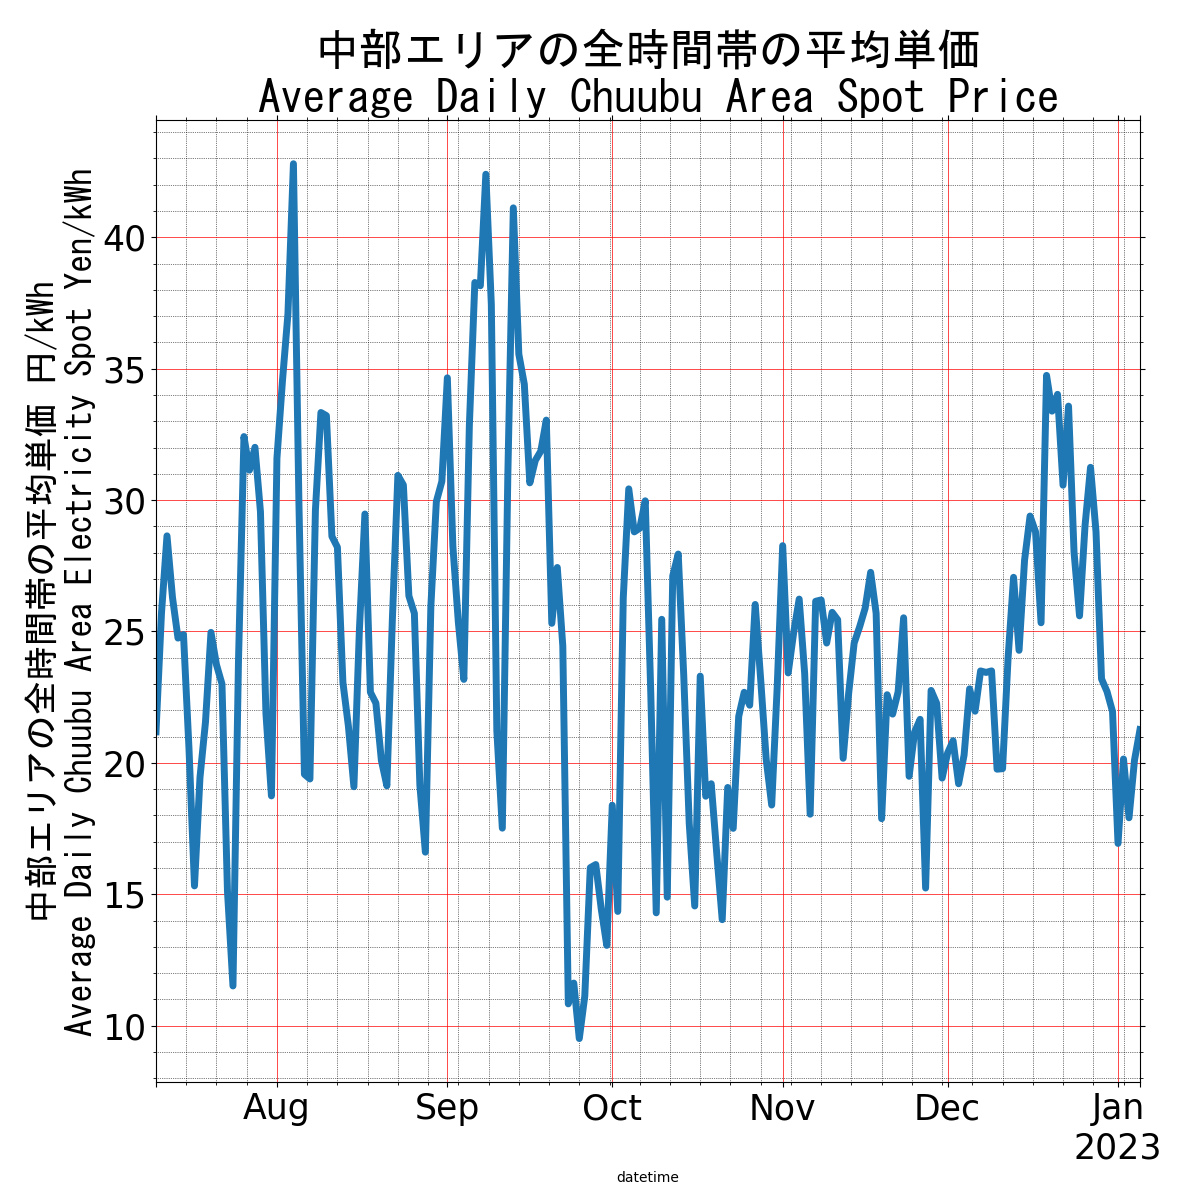 中部エリアの全時間帯の平均単価
Average Daily Chuubu Area Spot Price
中部エリアの全時間帯の平均単価 円/kWh
Average Daily Chuubu Area Electricity Spot Yen/kWh
40
35
30
25
20
15
10
Aug Sep Oct Nov Dec Jan
2023
datetime